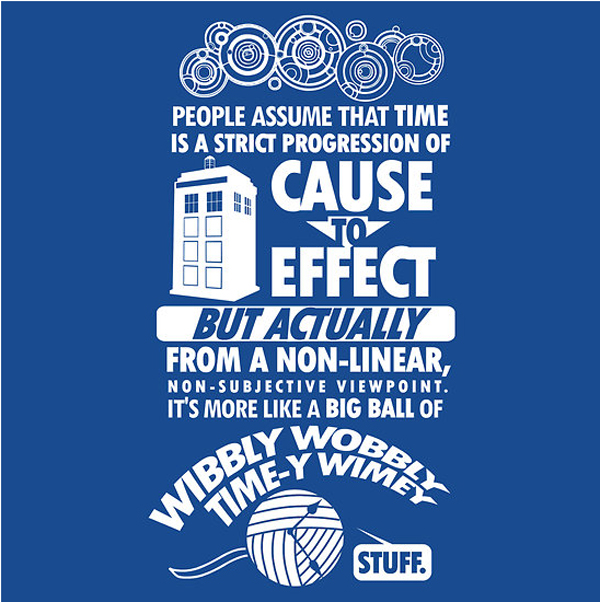 PEOPLE ASSUME THAT TIME
IS A STRICT PROGRESSION OF
CAUSE
TO
EFFECT
BUT ACTUALLY
FROM A NON-LINEAR,
NON-SUBJECTIVE VIEWPOINT.
IT'S MORE LIKE A BIG BALL OF
WIBBLY WOBBLY
TIME-Y WIMEY
STUFF.